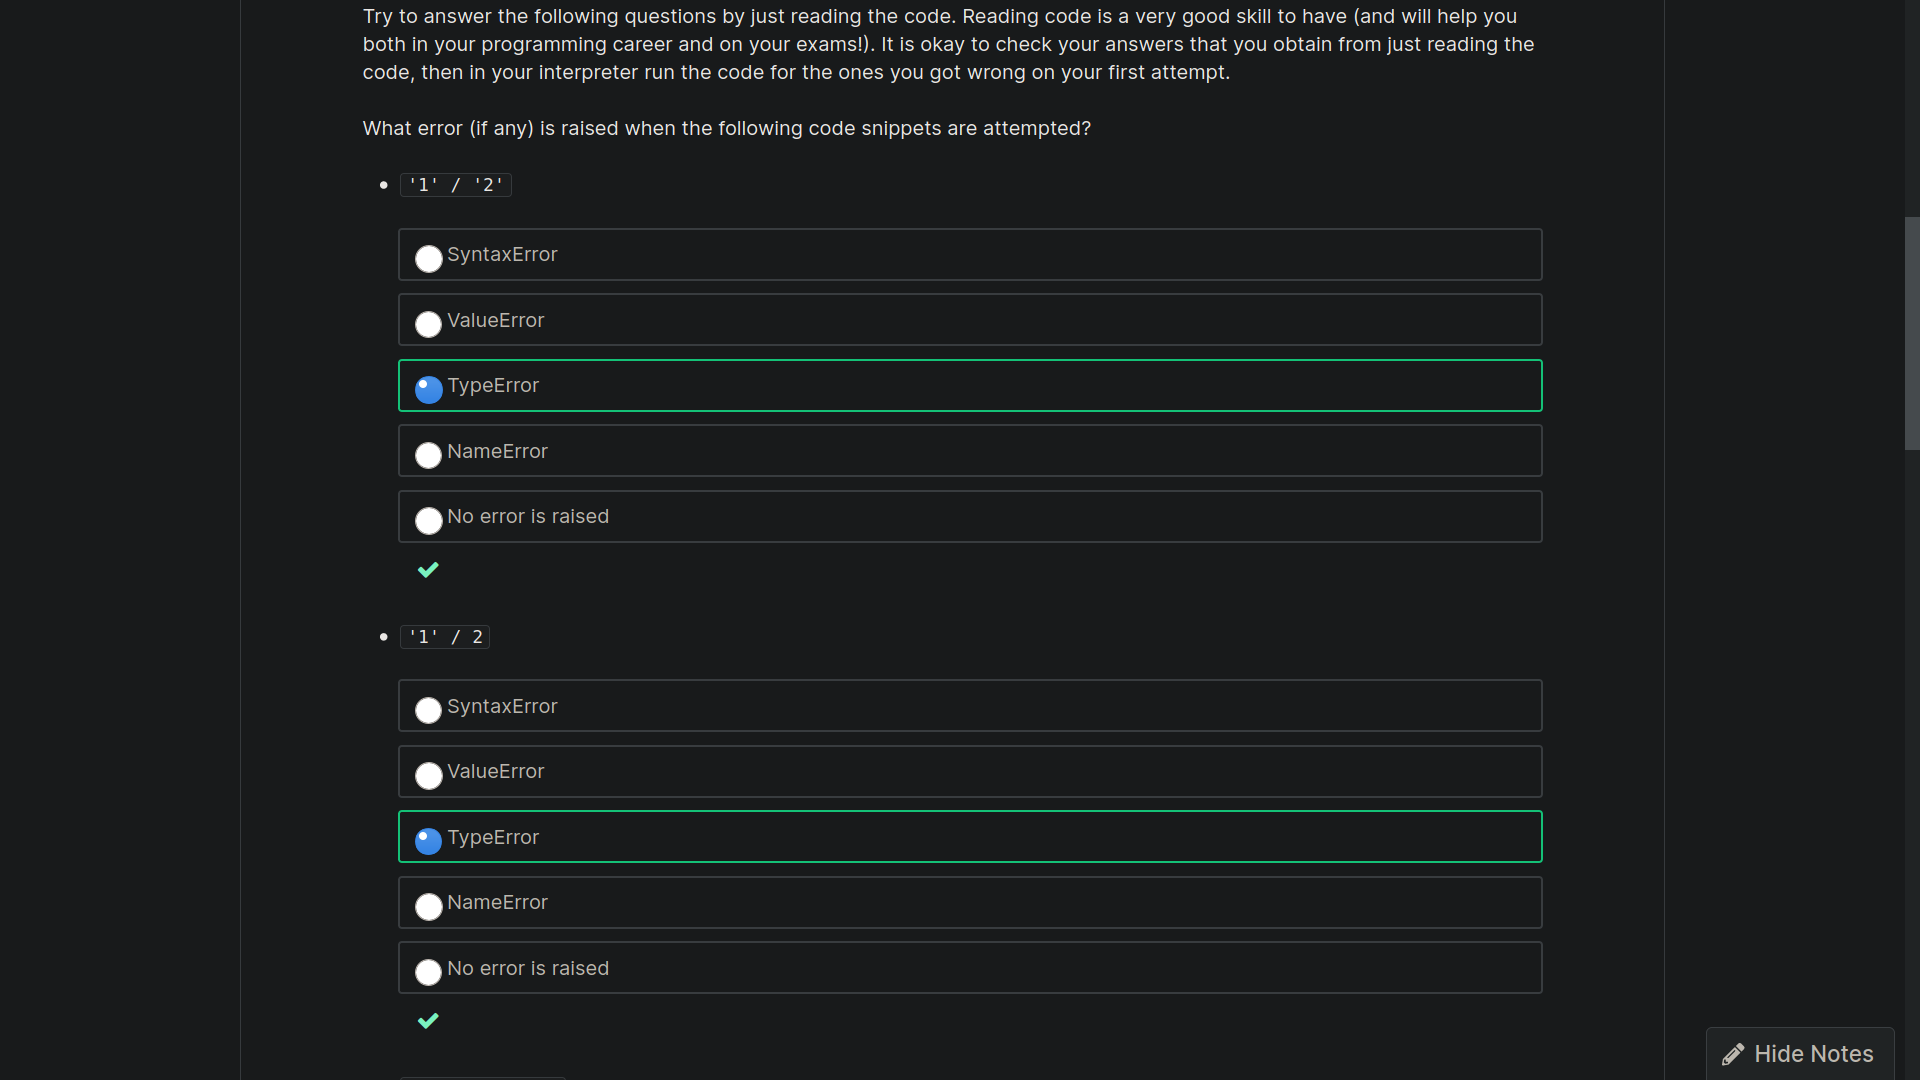 Try to answer the following questions by just reading the code. Reading code is a very good skill to have (and will help you
both in your programming career and on your exams!). It is okay to check your answers that you obtain from just reading the
code, then in your interpreter run the code for the ones you got wrong on your first attempt.
What error (if any) is raised when the following code snippets are attempted?
'1' / '2'
SyntaxError
ValueError
TypeError
NameError
No error is raised
'1' / 2
SyntaxError
ValueError
TypeError
NameError
No error is raised
Hide Notes